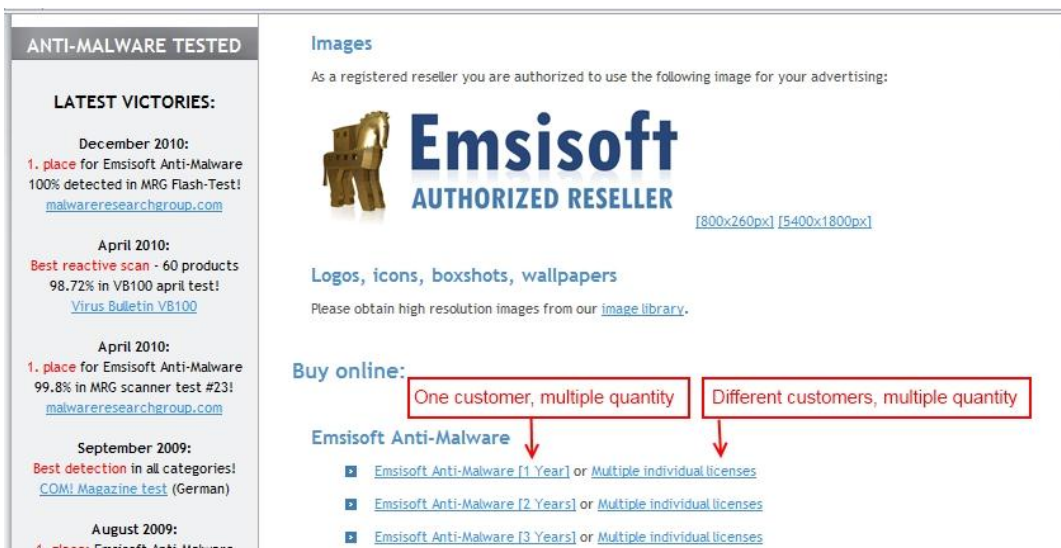 ANTI-MALWARE TESTED
LATEST VICTORIES:
December 2010:
1. place for Emsisoft Anti-Malware
100% detected in MRG Flash-Test!
malwareresearchgroup.com
April 2010:
Best reactive scan - 60 products
98.72% in VB100 april test!
Virus Bulletin VB100
April 2010:
1. place for Emsisoft Anti-Malware
99.8% in MRG scanner test #23!
malwareresearchgroup.com
September 2009:
Best detection in all categories!
COM! Magazine test (German)
August 2009:
1. place: Emsisoft Anti-Malware
Images
As a registered reseller you are authorized to use the following image for your advertising:
Emsisoft
AUTHORIZED RESELLER
[800x260px] [5400x1800px]
Logos, icons, boxshots, wallpapers
Please obtain high resolution images from our image library.
Buy online:
One customer, multiple quantity
Different customers, multiple quantity
Emsisoft Anti-Malware
Emsisoft Anti-Malware [1 Year] or Multiple individual licenses
Emsisoft Anti-Malware [2 Years] or Multiple individual licenses
Emsisoft Anti-Malware [3 Years] or Multiple individual licenses